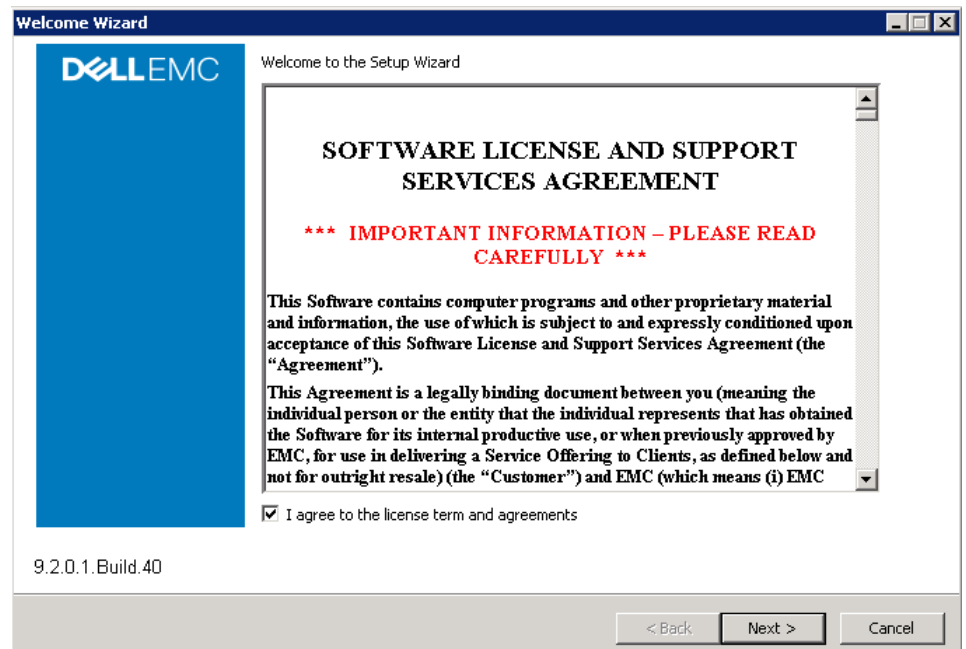 Welcome Wizard
DELLEMC
Welcome to the Setup Wizard
SOFTWARE LICENSE AND SUPPORT
SERVICES AGREEMENT
*** IMPORTANT INFORMATION – PLEASE READ
CAREFULLY ***
This Software contains computer programs and other proprietary material
and information, the use of which is subject to and expressly conditioned upon
acceptance of this Software License and Support Services Agreement (the
“Agreement”).
This Agreement is a legally binding document between you (meaning the
individual person or the entity that the individual represents that has obtained
the Software for its internal productive use, or when previously approved by
EMC, for use in delivering a Service Offering to Clients, as defined below and
not for outright resale) (the “Customer”) and EMC (which means (i) EMC
I agree to the license term and agreements
9.2.0.1.Build.40
< Back
Next >
Cancel